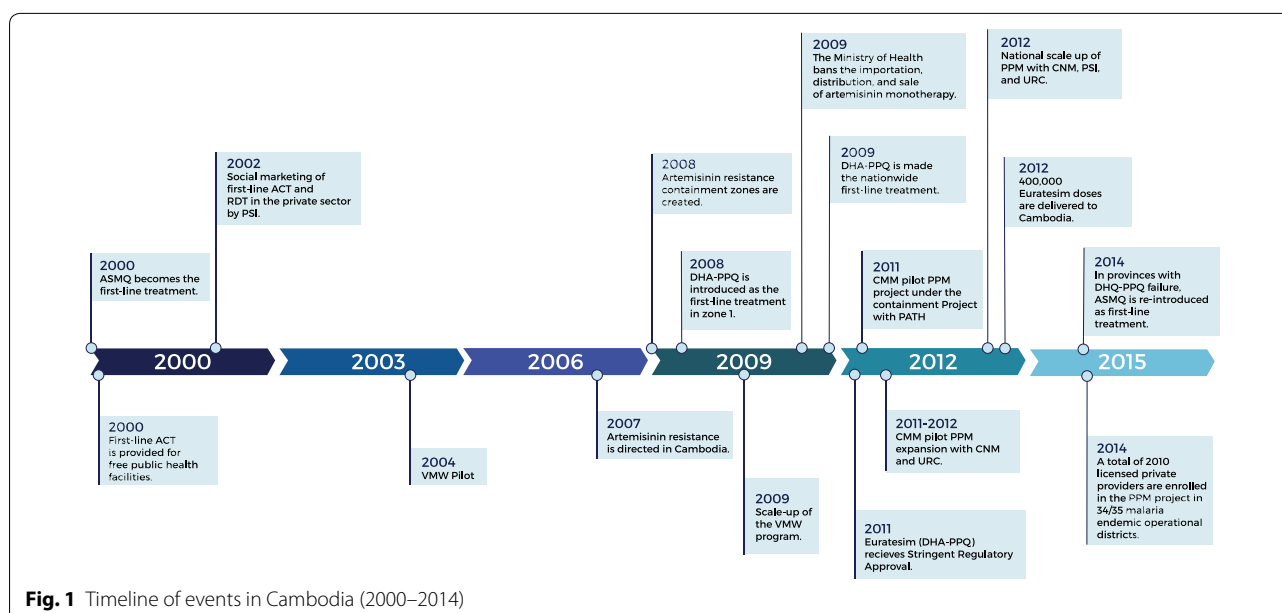 2009
The Ministry of Health
bans the importation,
distribution, and sale
of artemisinin monotherapy.
2012
National scale up of
PPM with CNM, PSI,
and URC.
2002
Social marketing of
first-line ACT and
RDT in the private sector
by PSI.
2008
Artemisinin resistance
containment zones are
created.
2009
DHA-PPQ is made
the nationwide
first-line treatment.
2012
400,000
Euratesim doses
are delivered to
Cambodia.
2000
ASMQ becomes the
first-line treatment.
2008
DHA-PPQ is
introduced as the
first-line treatment
in zone 1.
2011
CMM pilot PPM
project under the
containment Project
with PATH
2014
In provinces with
DHQ-PPQ failure,
ASMQ is re-introduced
as first-line
treatment.
2000 2003 2006 2009 2012 2015
2000
First-line ACT
is provided for
free public health
facilities.
2004
VMW Pilot
2007
Artemisinin resistance
is directed in Cambodia.
2009
Scale-up of
the VMW
program.
2011-2012
CMM pilot PPM
expansion with CNM
and URC.
2011
Euratesim (DHA-PPQ)
recieves Stringent Regulatory
Approval.
2014
A total of 2010
licensed private
providers are enrolled
in the PPM project in
34/35 malaria
endemic operational
districts.
Fig. 1 Timeline of events in Cambodia (2000–2014)